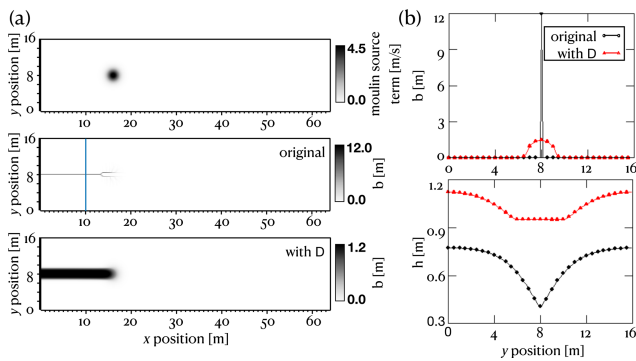 (a)
16
8
0
y position [m]
10 20 30 40 50 60
4.5
0.0
moulin source
term [m/s]
16
8
0
y position [m]
original
10 20 30 40 50 60
12.0
0.0
b [m]
16
8
0
y position [m]
with D
10 20 30 40 50 60
x position [m]
1.2
0.0
b [m]
(b)
12
9
6
3
0
b [m]
original
with D
0 4 8 12 16
1.2
0.9
0.6
0.3
h [m]
0 4 8 12 16
y position [m]